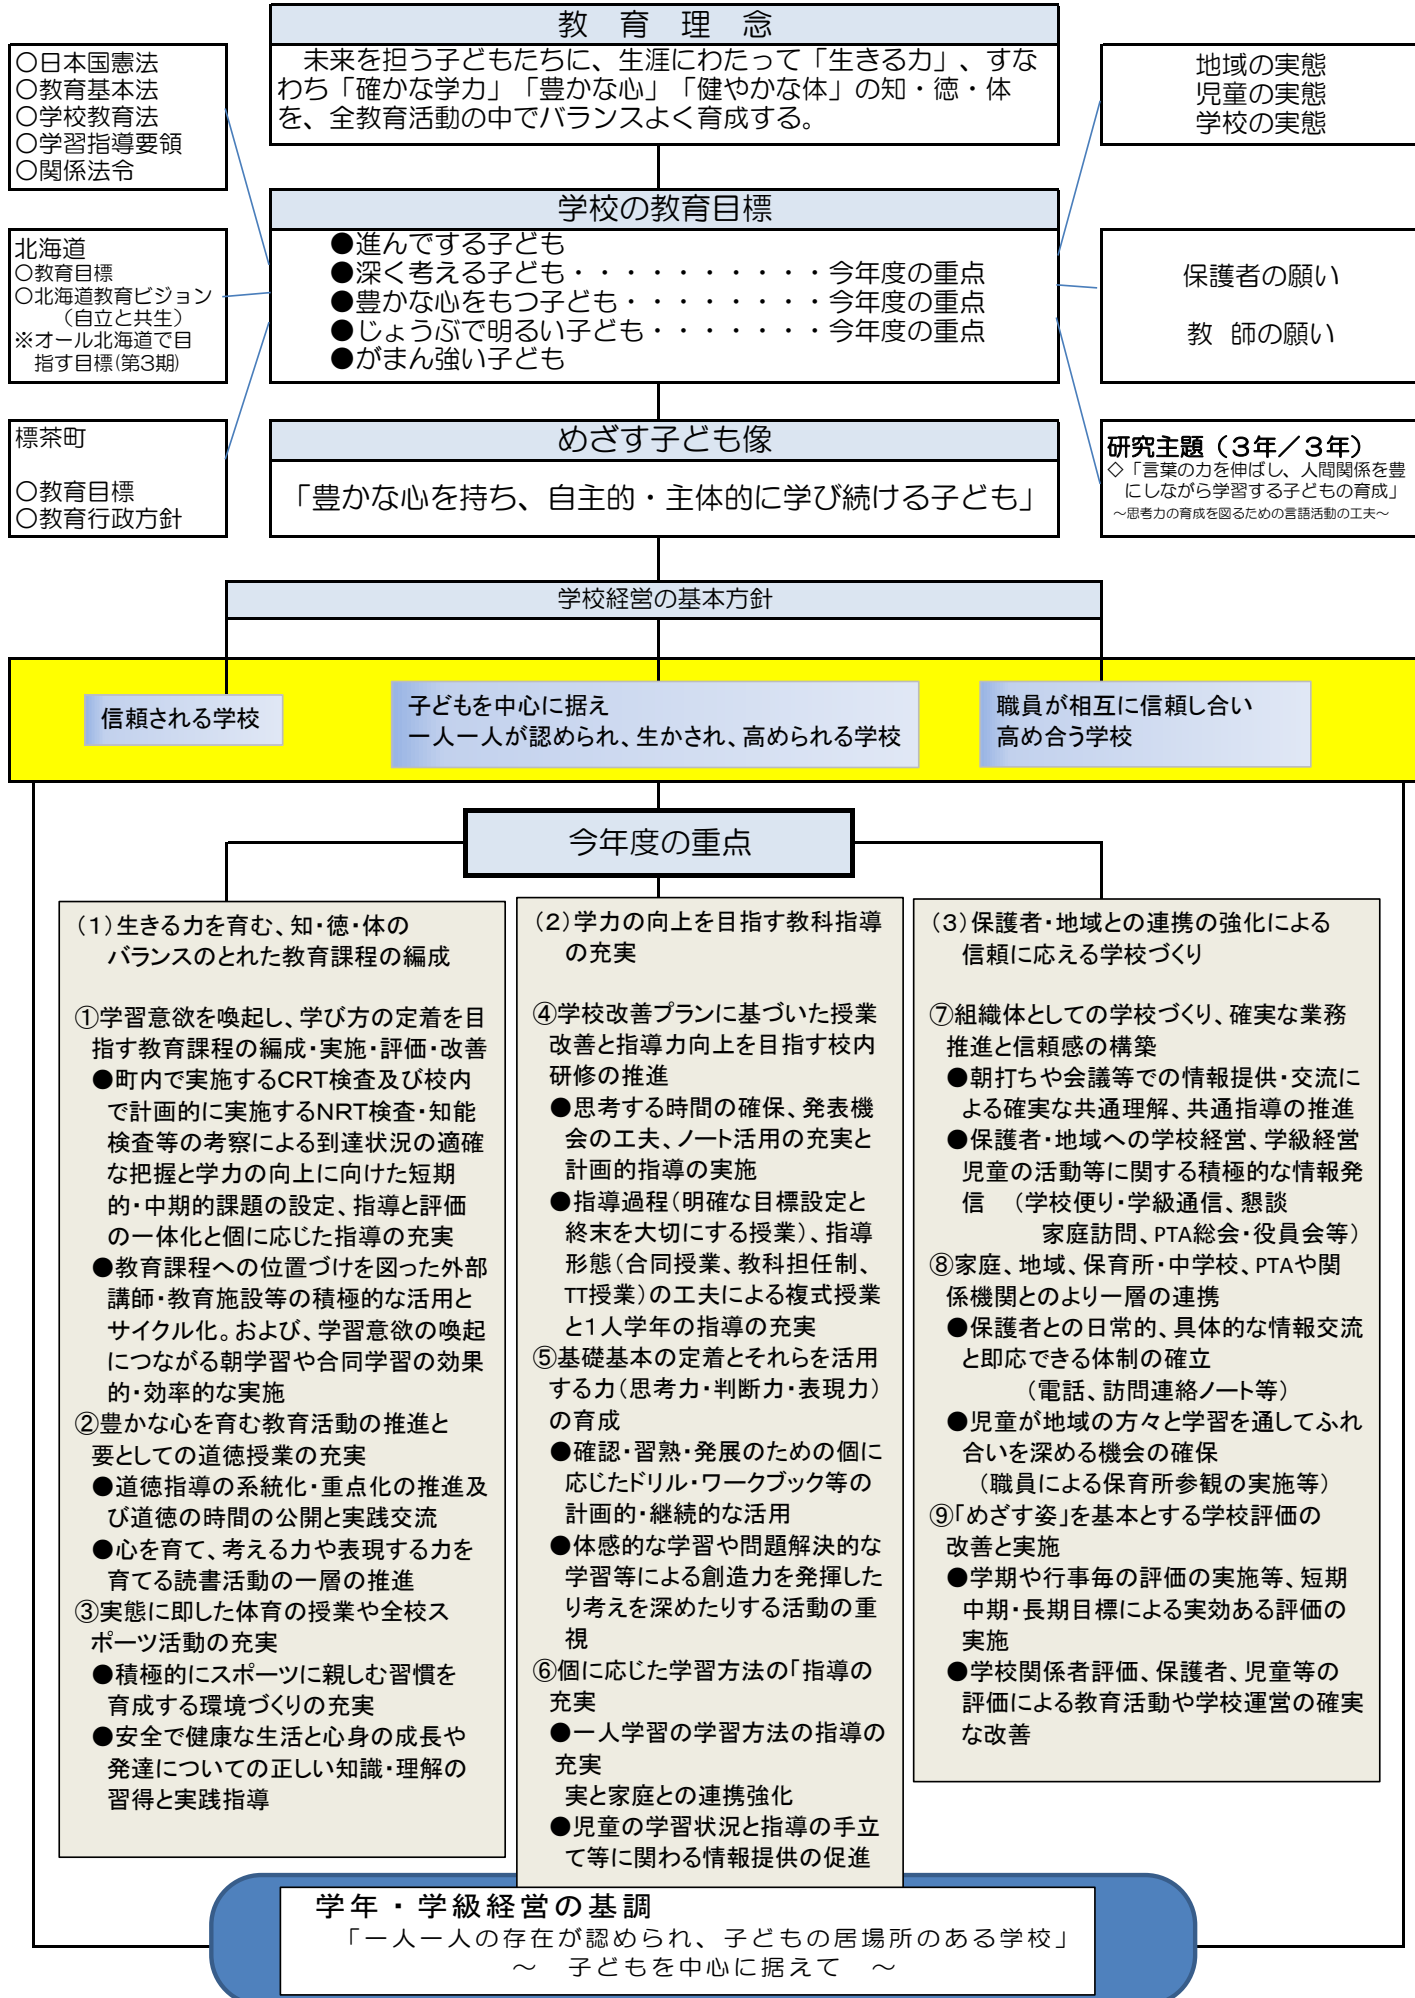 教　育　理　念
未来を担う子どもたちに、生涯にわたって「生きる力」、すな
わち「確かな学力」「豊かな心」「健やかな体」の知・徳・体
を、全教育活動の中でバランスよく育成する。
○日本国憲法
○教育基本法
○学校教育法
○学習指導要領
○関係法令
地域の実態
児童の実態
学校の実態
学校の教育目標
●進んでする子ども
●深く考える子ども・・・・・・・・・・今年度の重点
●豊かな心をもつ子ども・・・・・・・・今年度の重点
●じょうぶで明るい子ども・・・・・・・今年度の重点
●がまん強い子ども
北海道
○教育目標
○北海道教育ビジョン
（自立と共生）
※オール北海道で目
指す目標(第3期)
保護者の願い
教　師の願い
標茶町
○教育目標
○教育行政方針
めざす子ども像
「豊かな心を持ち、自主的・主体的に学び続ける子ども」
研究主題（３年／３年）
◇「言葉の力を伸ばし、人間関係を豊
にしながら学習する子どもの育成」
～思考力の育成を図るための言語活動の工夫～
学校経営の基本方針
信頼される学校
子どもを中心に据え
一人一人が認められ、生かされ、高められる学校
職員が相互に信頼し合い
高め合う学校
今年度の重点
（１）生きる力を育む、知・徳・体の
バランスのとれた教育課程の編成
①学習意欲を喚起し、学び方の定着を目
指す教育課程の編成・実施・評価・改善
●町内で実施するCRT検査及び校内
で計画的に実施するNRT検査・知能
検査等の考察による到達状況の適確
な把握と学力の向上に向けた短期
的・中期的課題の設定、指導と評価
の一体化と個に応じた指導の充実
●教育課程への位置づけを図った外部
講師・教育施設等の積極的な活用と
サイクル化。および、学習意欲の喚起
につながる朝学習や合同学習の効果
的・効率的な実施
②豊かな心を育む教育活動の推進と
要としての道徳授業の充実
●道徳指導の系統化・重点化の推進及
び道徳の時間の公開と実践交流
●心を育て、考える力や表現する力を
育てる読書活動の一層の推進
③実態に即した体育の授業や全校ス
ポーツ活動の充実
●積極的にスポーツに親しむ習慣を
育成する環境づくりの充実
●安全で健康な生活と心身の成長や
発達についての正しい知識・理解の
習得と実践指導
（２）学力の向上を目指す教科指導
の充実
④学校改善プランに基づいた授業
改善と指導力向上を目指す校内
研修の推進
●思考する時間の確保、発表機
会の工夫、ノート活用の充実と
計画的指導の実施
●指導過程（明確な目標設定と
終末を大切にする授業）、指導
形態（合同授業、教科担任制、
TT授業）の工夫による複式授業
と１人学年の指導の充実
⑤基礎基本の定着とそれらを活用
する力（思考力・判断力・表現力）
の育成
●確認・習熟・発展のための個に
応じたドリル・ワークブック等の
計画的・継続的な活用
●体感的な学習や問題解決的な
学習等による創造力を発揮した
り考えを深めたりする活動の重
視
⑥個に応じた学習方法の「指導の
充実
●一人学習の学習方法の指導の
充実
実と家庭との連携強化
●児童の学習状況と指導の手立
て等に関わる情報提供の促進
（３）保護者・地域との連携の強化による
信頼に応える学校づくり
⑦組織体としての学校づくり、確実な業務
推進と信頼感の構築
●朝打ちや会議等での情報提供・交流に
よる確実な共通理解、共通指導の推進
●保護者・地域への学校経営、学級経営
児童の活動等に関する積極的な情報発
信　（学校便り・学級通信、懇談
家庭訪問、PTA総会・役員会等）
⑧家庭、地域、保育所・中学校、PTAや関
係機関とのより一層の連携
●保護者との日常的、具体的な情報交流
と即応できる体制の確立
（電話、訪問連絡ノート等）
●児童が地域の方々と学習を通してふれ
合いを深める機会の確保
（職員による保育所参観の実施等）
⑨「めざす姿」を基本とする学校評価の
改善と実施
●学期や行事毎の評価の実施等、短期
中期・長期目標による実効ある評価の
実施
●学校関係者評価、保護者、児童等の
評価による教育活動や学校運営の確実
な改善
学年・学級経営の基調
「一人一人の存在が認められ、子どもの居場所のある学校」
～　子どもを中心に据えて　～